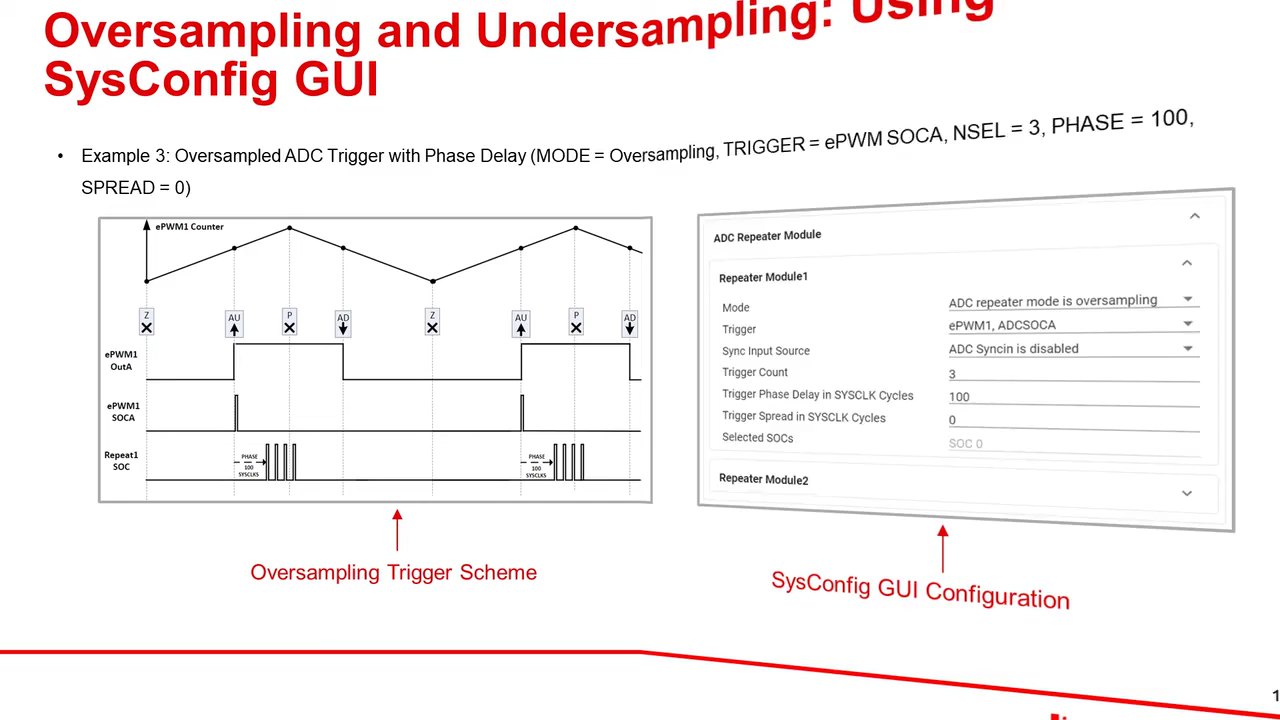 Oversampling and Undersampling: Using
SysConfig GUI
• Example 3: Oversampled ADC Trigger with Phase Delay (MODE = Oversampling, TRIGGER = ePWM SOCA, NSEL = 3, PHASE = 100,
SPREAD = 0)
ePWM1 Counter
Z AU P AD Z AU P AD
ePWM1
OutA
ePWM1
SOCA
Repeat1
SOC
PHASE
100
SYSCLKS
PHASE
100
SYSCLKS
Oversampling Trigger Scheme
ADC Repeater Module
Repeater Module1
Mode ADC repeater mode is oversampling
Trigger ePWM1, ADCSOCA
Sync Input Source ADC Syncin is disabled
Trigger Count 3
Trigger Phase Delay in SYSCLK Cycles 100
Trigger Spread in SYSCLK Cycles 0
Selected SOCs SOC 0
Repeater Module2
SysConfig GUI Configuration
1